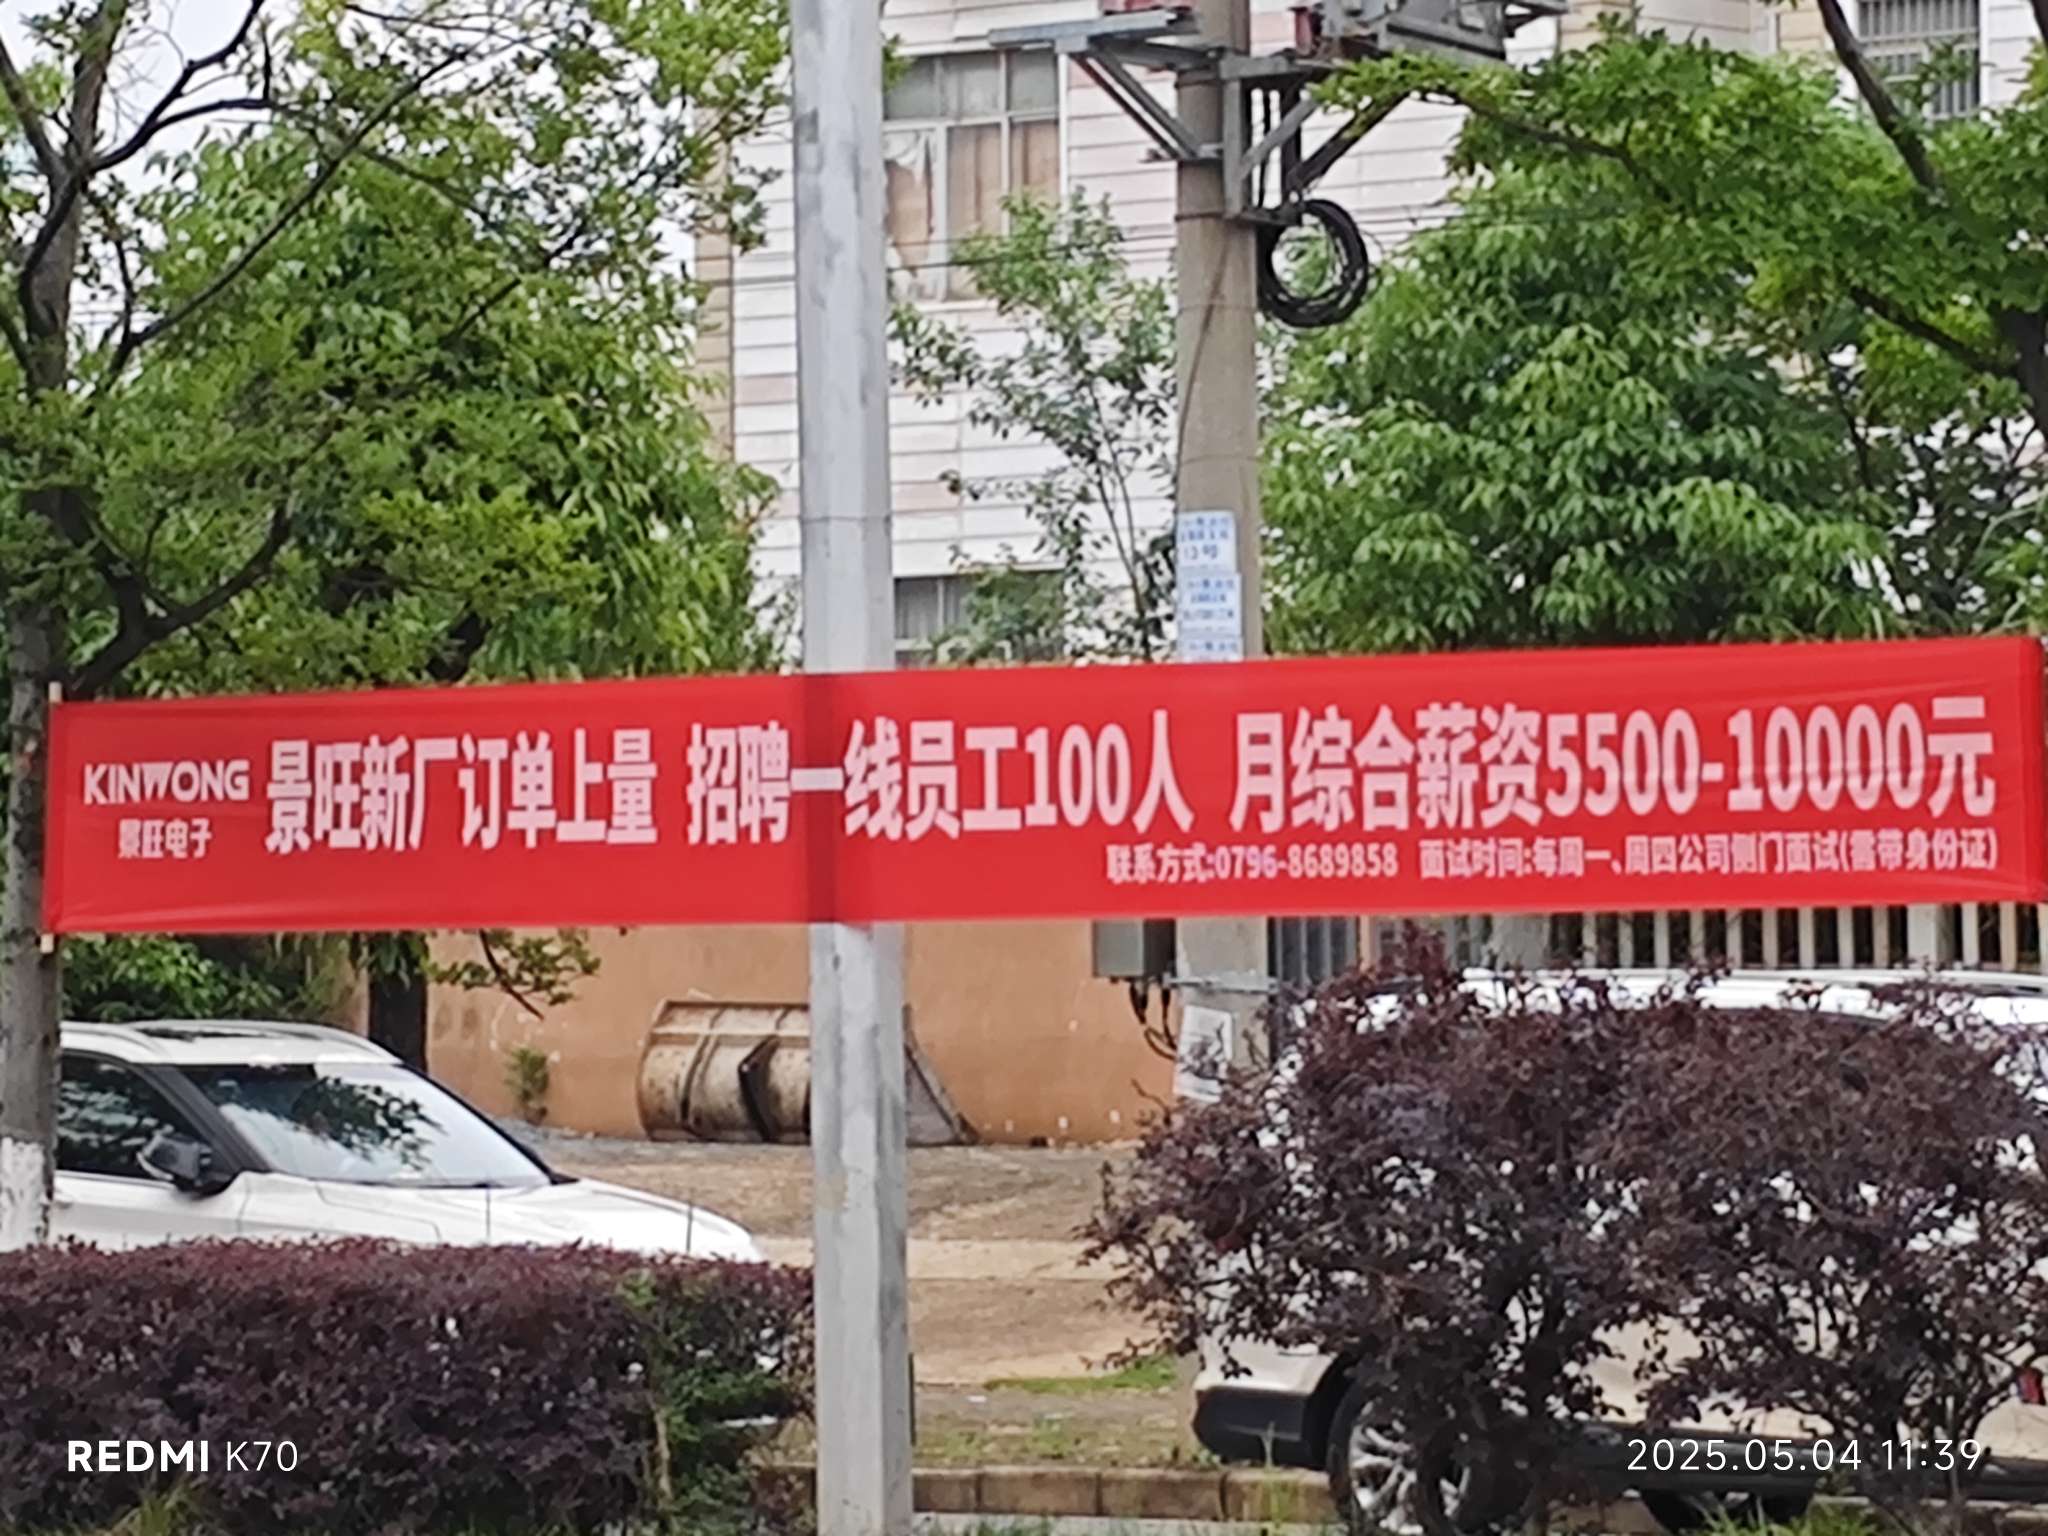 13号
KINWONG
景旺电子
景旺新厂订单上量 招聘一线员工100人 月综合薪资5500-10000元
联系方式:0796-8689858 面试时间:每周一、周四公司侧门面试(需带身份证)
REDMI K70
2025.05.04 11:39